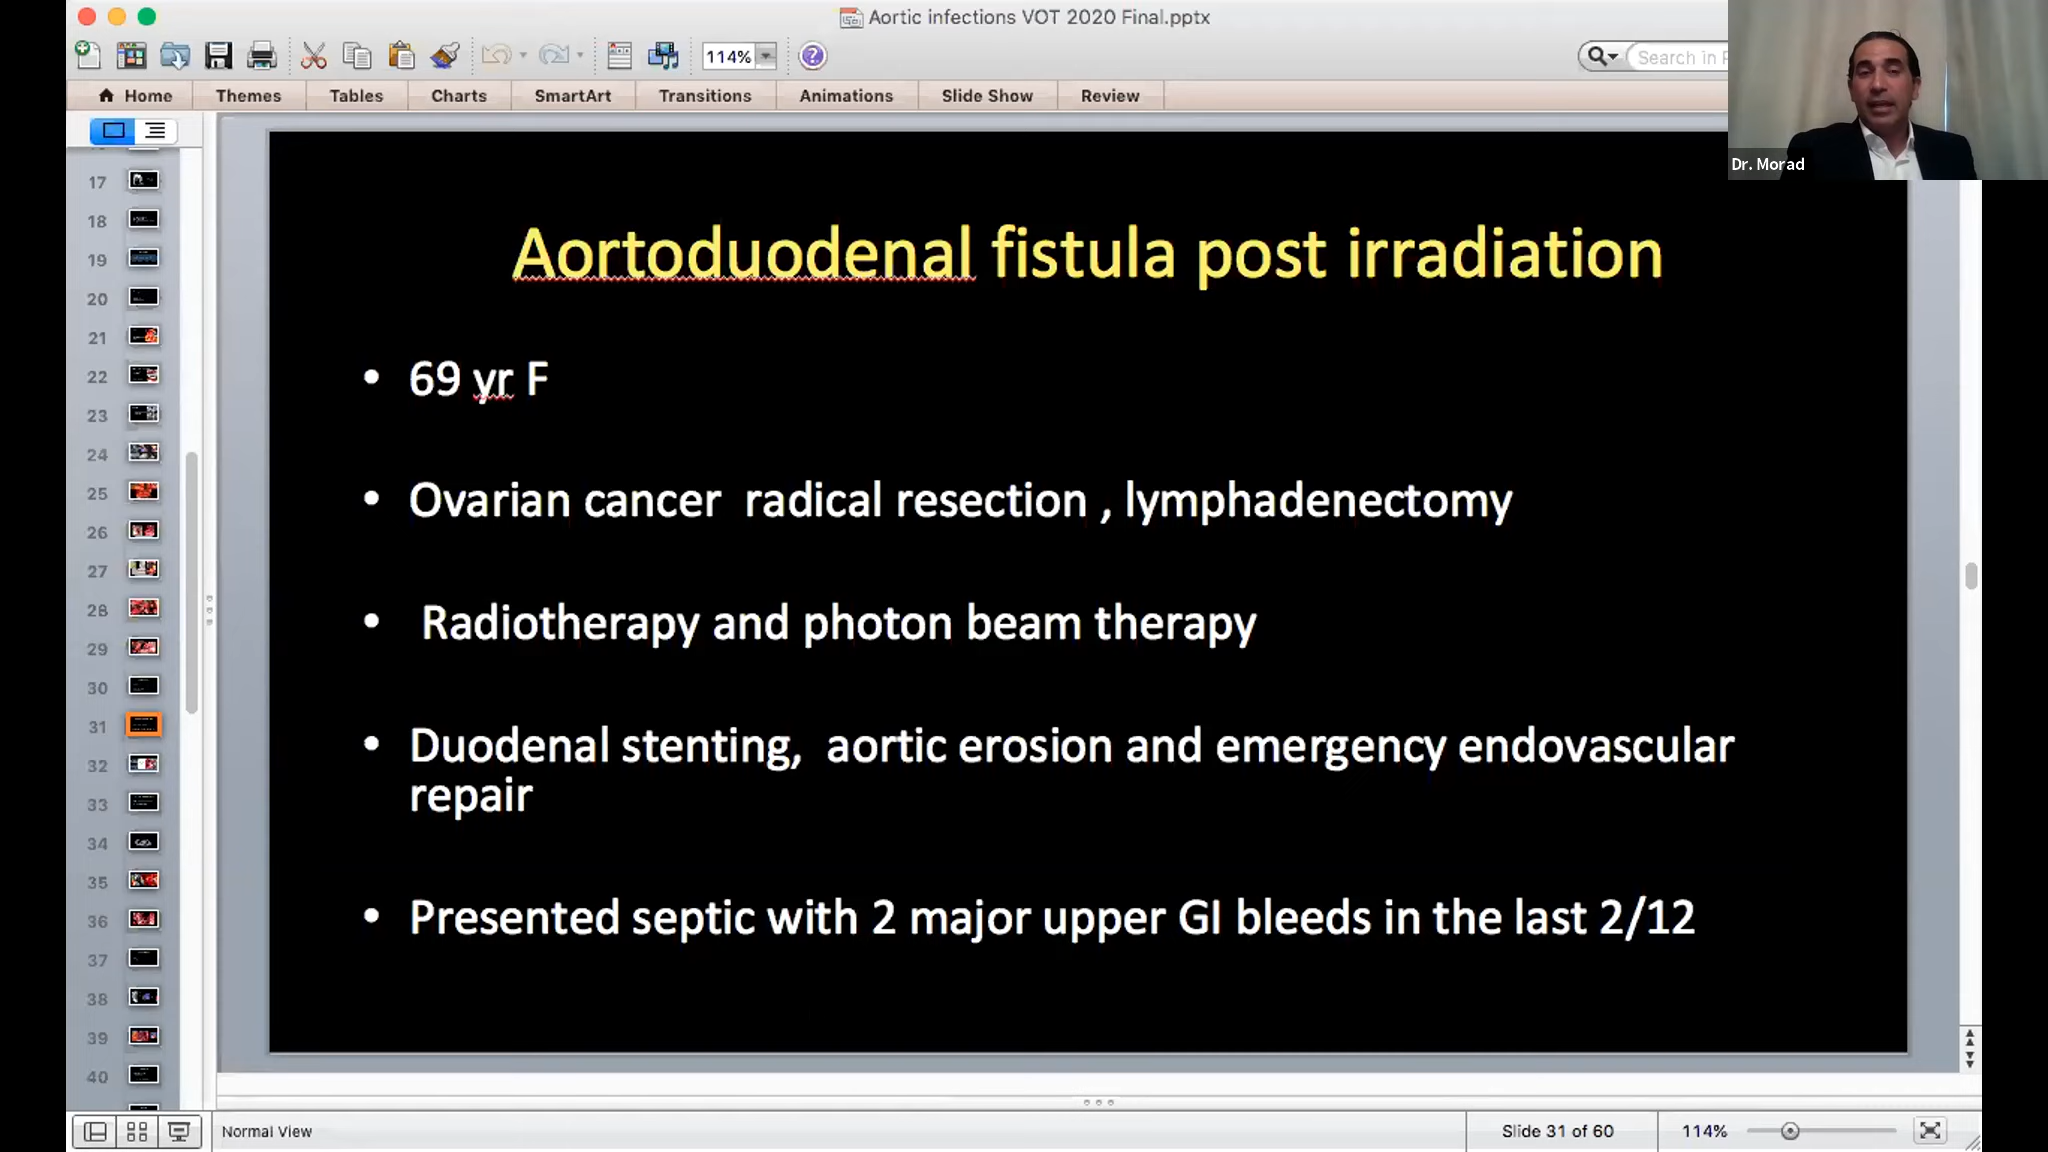 Aortic infections VOT 2020 Final.pptx
114%
Search in
Home Themes Tables Charts SmartArt Transitions Animations Slide Show Review
Dr. Morad
17
18
19
20
21
22
23
24
25
26
27
28
29
30
31
32
33
34
35
36
37
38
39
40
Aortoduodenal fistula post irradiation
• 69 yr F
• Ovarian cancer radical resection , lymphadenectomy
• Radiotherapy and photon beam therapy
• Duodenal stenting, aortic erosion and emergency endovascular
repair
• Presented septic with 2 major upper GI bleeds in the last 2/12
Normal View
Slide 31 of 60
114%